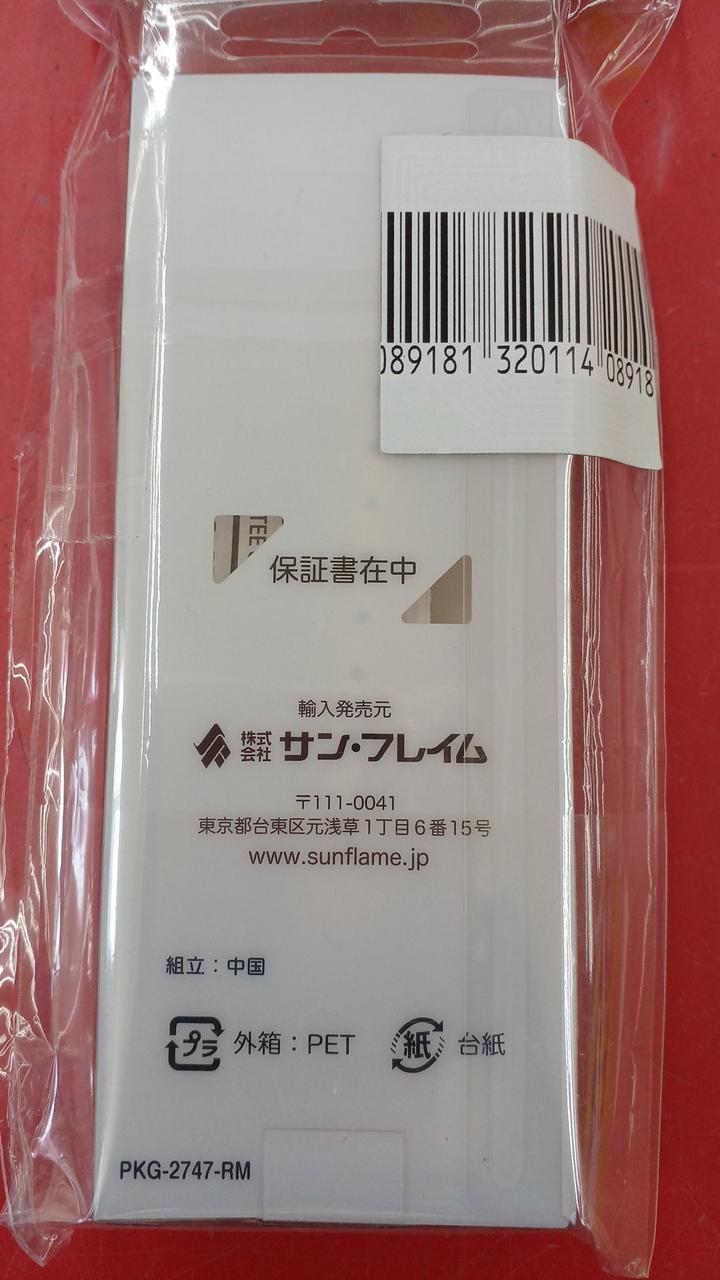 089181 320114 08918
TEE
保証書在中
輸入発売元
株式会社 サン・フレイム
〒111-0041
東京都台東区元浅草1丁目6番15号
www.sunflame.jp
組立：中国
プラ 外箱：PET 紙 台紙
PKG-2747-RM